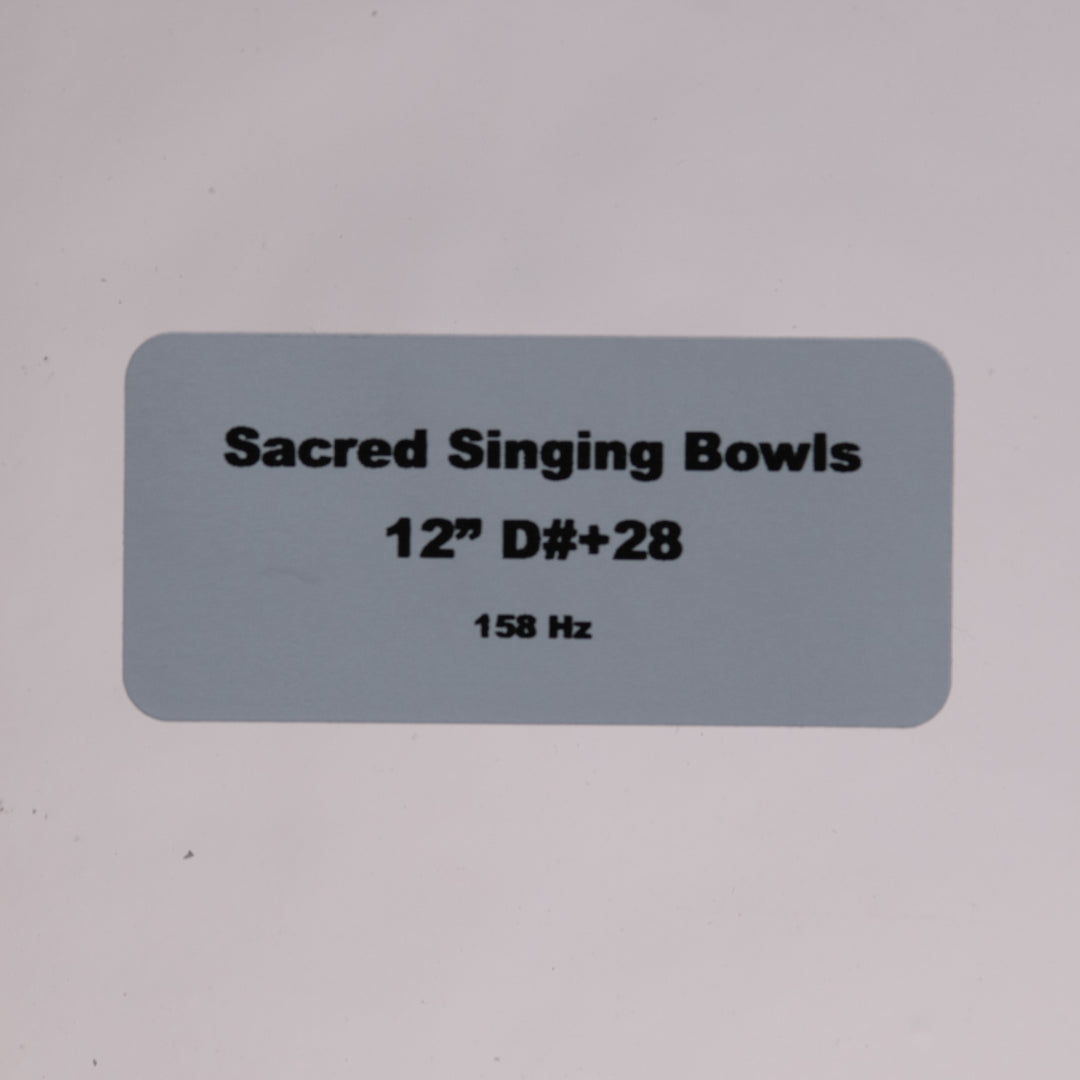 Sacred Singing Bowls
12” D#+28
158 Hz